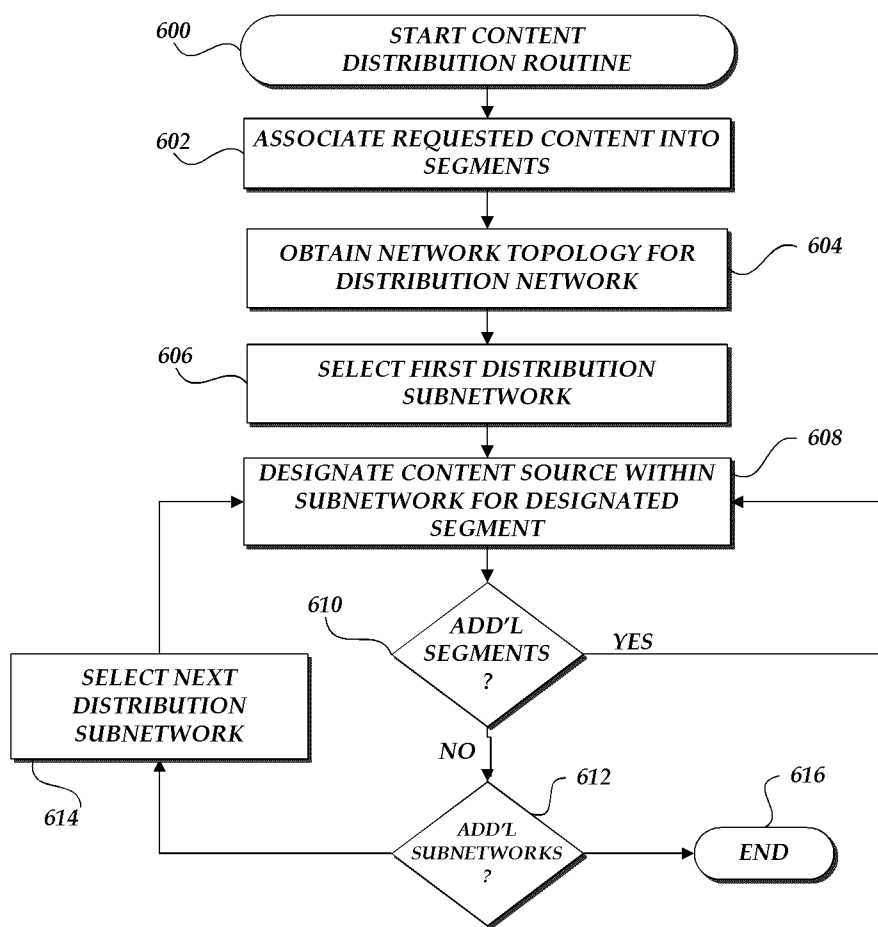 600
START CONTENT
DISTRIBUTION ROUTINE
602
ASSOCIATE REQUESTED CONTENT INTO
SEGMENTS
OBTAIN NETWORK TOPOLOGY FOR
DISTRIBUTION NETWORK
604
606
SELECT FIRST DISTRIBUTION
SUBNETWORK
608
DESIGNATE CONTENT SOURCE WITHIN
SUBNETWORK FOR DESIGNATED
SEGMENT
610
ADD'L
SEGMENTS
?
YES
NO
SELECT NEXT
DISTRIBUTION
SUBNETWORK
614
612
ADD'L
SUBNETWORKS
?
616
END